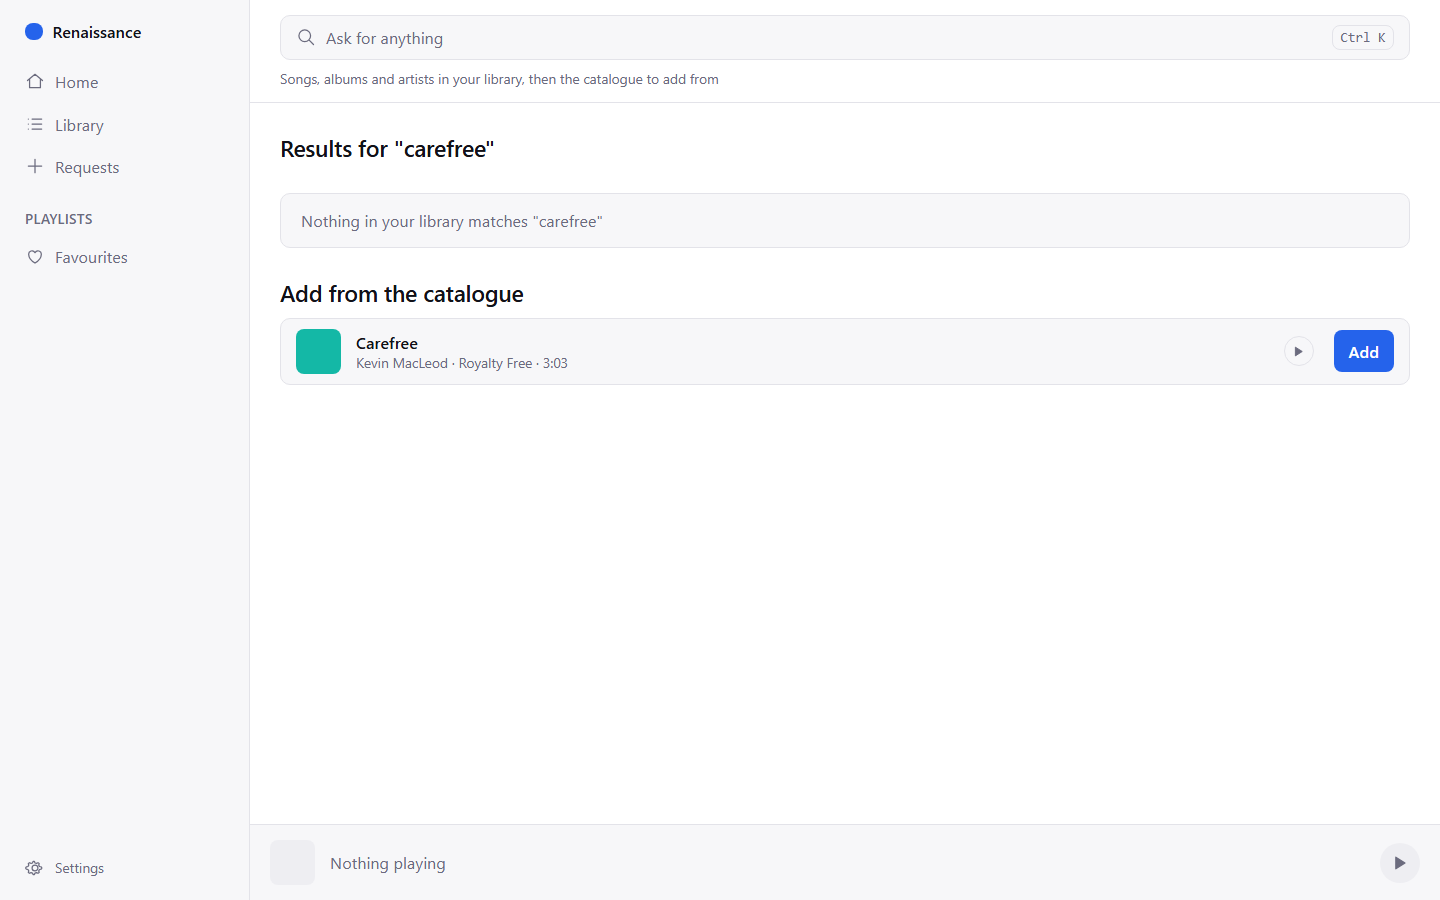 Renaissance
Home
Library
Requests
PLAYLISTS
Favourites
Settings
Ask for anything
Ctrl K
Songs, albums and artists in your library, then the catalogue to add from
Results for "carefree"
Nothing in your library matches "carefree"
Add from the catalogue
Carefree
Kevin MacLeod · Royalty Free · 3:03
Add
Nothing playing